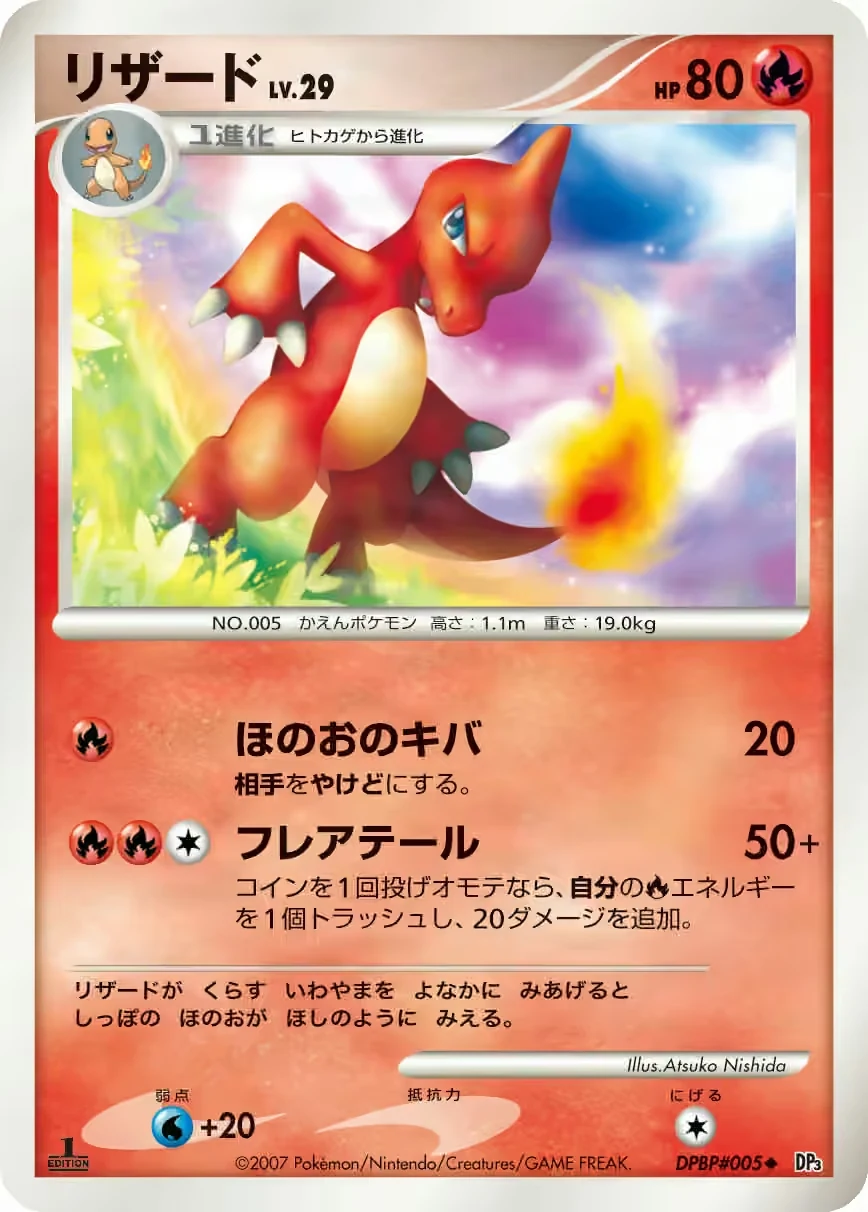 リザード LV.29 HP 80
1進化 ヒトカゲから進化
NO.005 かえんポケモン 高さ：1.1m 重さ：19.0kg
ほのおのキバ 20
相手をやけどにする。
フレアテール 50+
コインを1回投げオモテなら、自分のエネルギー
を1個トラッシュし、20ダメージを追加。
リザードが くらす いわやまを よなかに みあげると
しっぽの ほのおが ほしのように みえる。
Illus.Atsuko Nishida
弱点 抵抗力 にげる
+20
1 EDITION ©2007 Pokémon/Nintendo/Creatures/GAME FREAK. DPBP#005◆ DP3